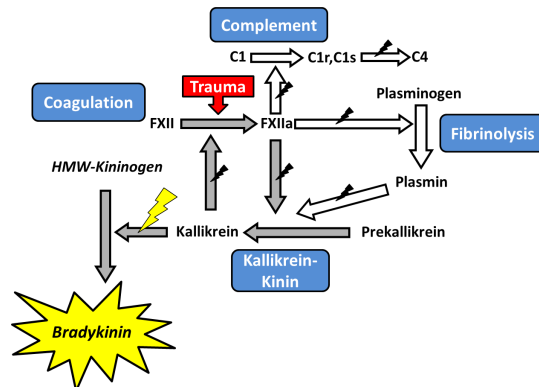 Complement
C1
C1r,C1s
C4
Trauma
Coagulation
Plasminogen
FXII
FXIIa
Fibrinolysis
HMW-Kininogen
Plasmin
Kallikrein
Prekallikrein
Kallikrein-
Kinin
Bradykinin